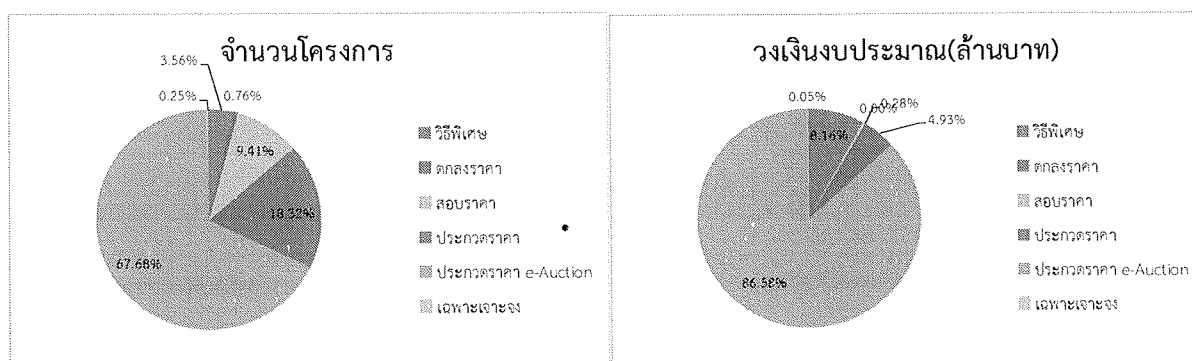 จำนวนโครงการ
3.56%
0.25%
0.76%
9.41%
18.32%
67.68%
วิธีพิเศษ
ตกลงราคา
สอบราคา
ประกวดราคา
ประกวดราคา e-Auction
เฉพาะเจาะจง
วงเงินงบประมาณ(ล้านบาท)
0.05%
0.00%
0.28%
4.93%
8.16%
86.58%
วิธีพิเศษ
ตกลงราคา
สอบราคา
ประกวดราคา
ประกวดราคา e-Auction
เฉพาะเจาะจง